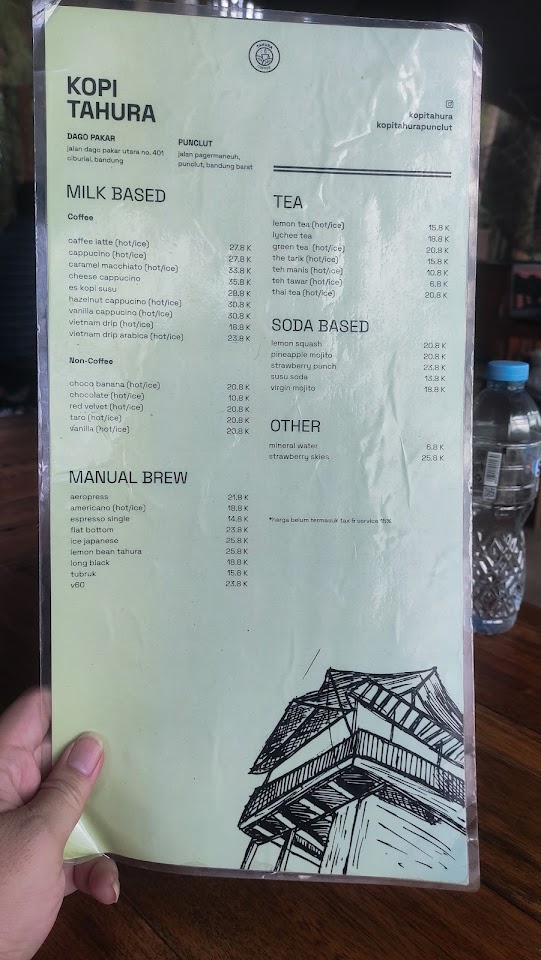 TAHURA
KOPI
TAHURA
kopitahura
kopitahurapunclut
DAGO PAKAR
jalan dago pakar utara no. 401
ciburial, bandung
PUNCLUT
jalan pagermaneuh,
punclut, bandung barat
MILK BASED
Coffee
caffee latte (hot/ice) 27.8 K
cappucino (hot/ice) 27.8 K
caramel macchiato (hot/ice) 33.8 K
cheese cappucino 35.8 K
es kopi susu 28.8 K
hazelnut cappucino (hot/ice) 30.8 K
vanilla cappucino (hot/ice) 30.8 K
vietnam drip (hot/ice) 16.8 K
vietnam drip arabica (hot/ice) 23.8 K
Non-Coffee
choco banana (hot/ice) 20.8 K
chocolate (hot/ice) 10.8 K
red velvet (hot/ice) 20.8 K
taro (hot/ice) 20.8 K
vanilla (hot/ice) 20.8 K
MANUAL BREW
aeropress 21.8 K
americano (hot/ice) 18.8 K
espresso single 14.8 K
flat bottom 23.8 K
ice japanese 25.8 K
lemon bean tahura 25.8 K
long black 18.8 K
tubruk 15.8 K
v60 23.8 K
TEA
lemon tea (hot/ice) 15.8 K
lychee tea 18.8 K
green tea (hot/ice) 20.8 K
the tarik (hot/ice) 15.8 K
teh manis (hot/ice) 10.8 K
teh tawar (hot/ice) 6.8 K
thai tea (hot/ice) 20.8 K
SODA BASED
lemon squash 20.8 K
pineapple mojito 20.8 K
strawberry punch 23.8 K
susu soda 13.8 K
virgin mojito 18.8 K
OTHER
mineral water 6.8 K
strawberry skies 25.8 K
*harga belum termasuk tax & service 15%